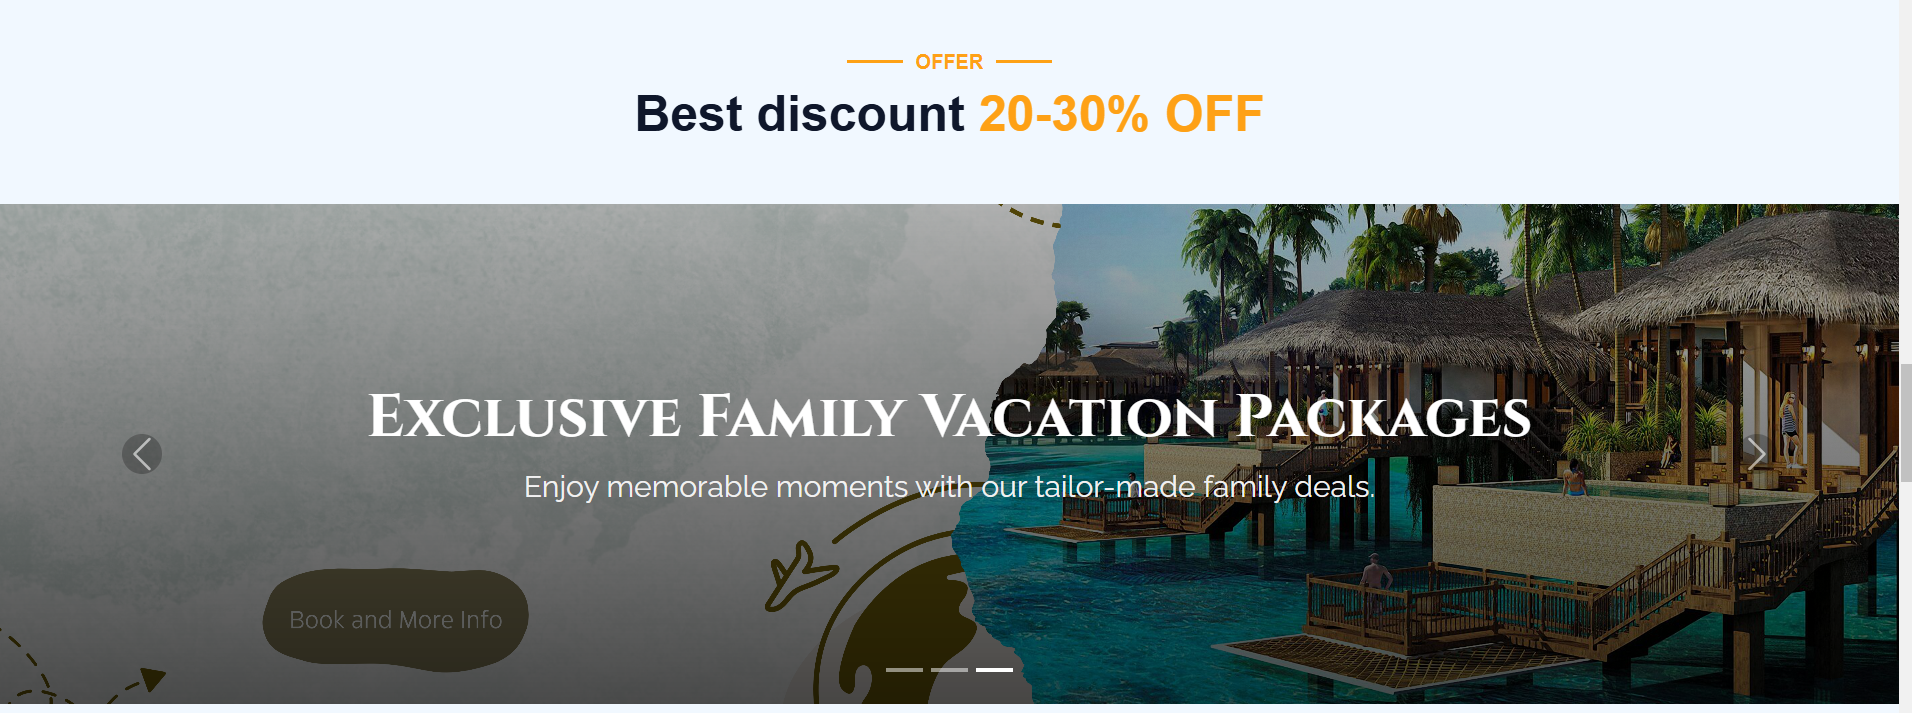 OFFER
Best discount 20-30% OFF
Exclusive Family Vacation Packages
Enjoy memorable moments with our tailor-made family deals.
Book and More Info